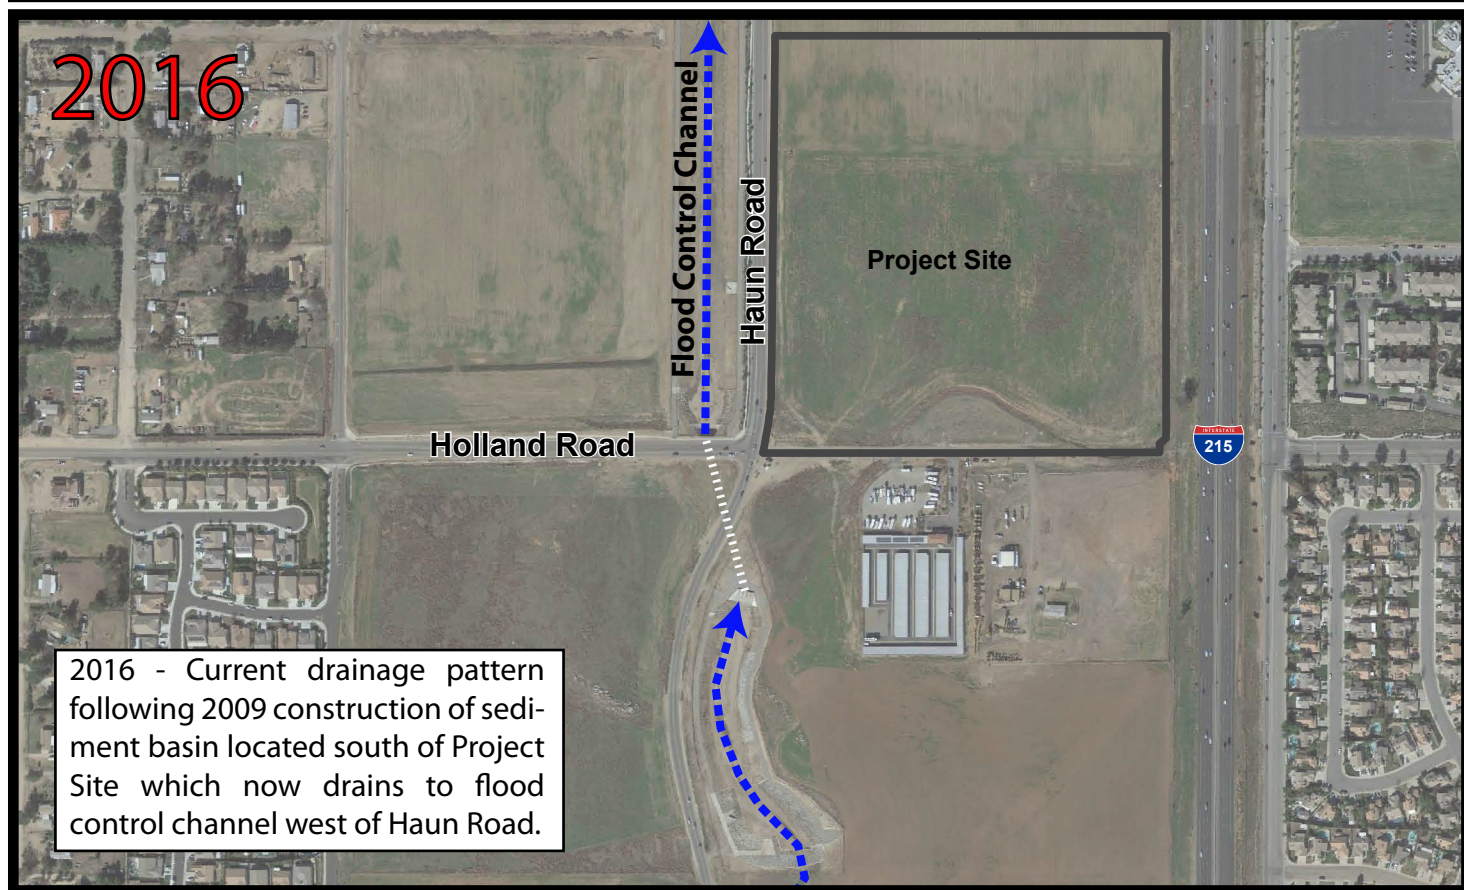 2016
Flood Control Channel
Haun Road
Project Site
Holland Road
INTERSTATE
215
2016 - Current drainage pattern
following 2009 construction of sedi-
ment basin located south of Project
Site which now drains to flood
control channel west of Haun Road.